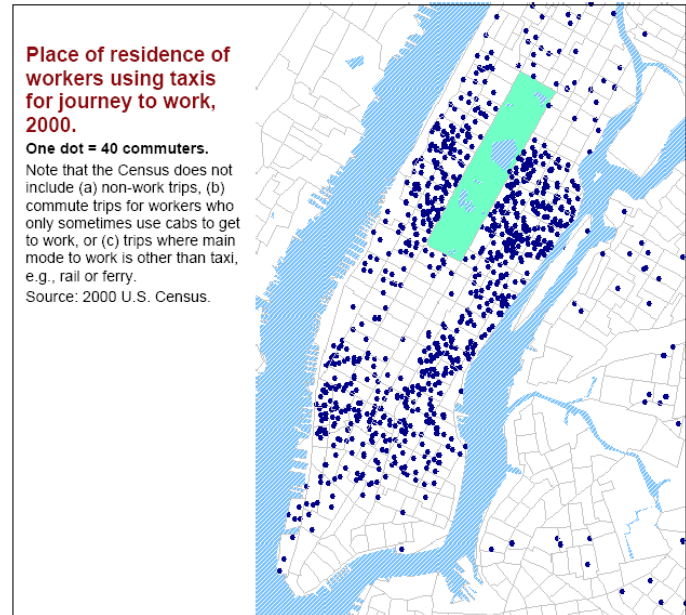 Place of residence of
workers using taxis
for journey to work,
2000.
One dot = 40 commuters.
Note that the Census does not
include (a) non-work trips, (b)
commute trips for workers who
only sometimes use cabs to get
to work, or (c) trips where main
mode to work is other than taxi,
e.g., rail or ferry.
Source: 2000 U.S. Census.